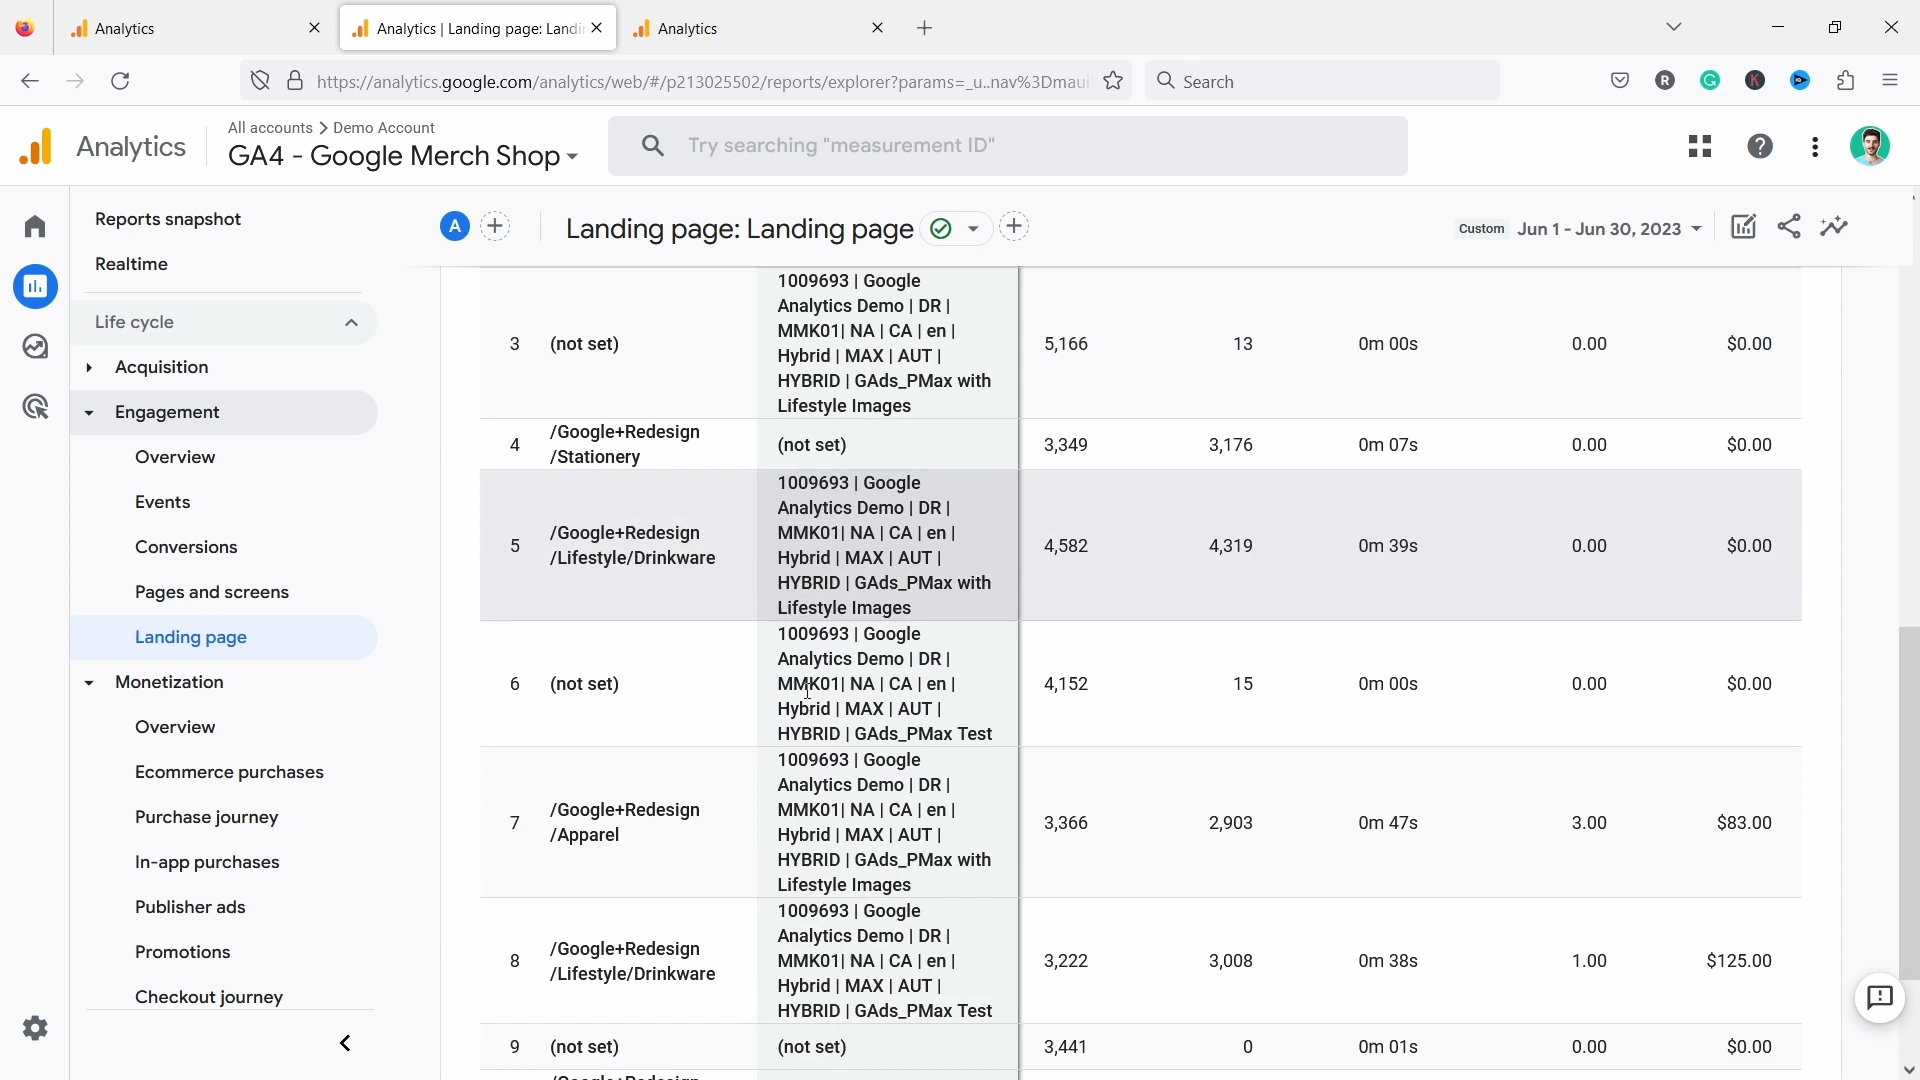 Analytics
Analytics | Landing page: Landi
Analytics
https://analytics.google.com/analytics/web/#/p213025502/reports/explorer?params=_u..nav%3Dmaui
Search
Analytics
All accounts > Demo Account
GA4 - Google Merch Shop
Try searching "measurement ID"
Reports snapshot
Realtime
Life cycle
Acquisition
Engagement
Overview
Events
Conversions
Pages and screens
Landing page
Monetization
Overview
Ecommerce purchases
Purchase journey
In-app purchases
Publisher ads
Promotions
Checkout journey
A
Landing page: Landing page
Custom Jun 1 - Jun 30, 2023
3 (not set)
1009693 | Google
Analytics Demo | DR |
MMK01| NA | CA | en |
Hybrid | MAX | AUT |
HYBRID | GAds_PMax with
Lifestyle Images
5,166 13 0m 00s 0.00 $0.00
4 /Google+Redesign
/Stationery
(not set)
3,349 3,176 0m 07s 0.00 $0.00
5 /Google+Redesign
/Lifestyle/Drinkware
1009693 | Google
Analytics Demo | DR |
MMK01| NA | CA | en |
Hybrid | MAX | AUT |
HYBRID | GAds_PMax with
Lifestyle Images
4,582 4,319 0m 39s 0.00 $0.00
6 (not set)
1009693 | Google
Analytics Demo | DR |
MMK01| NA | CA | en |
Hybrid | MAX | AUT |
HYBRID | GAds_PMax Test
4,152 15 0m 00s 0.00 $0.00
7 /Google+Redesign
/Apparel
1009693 | Google
Analytics Demo | DR |
MMK01| NA | CA | en |
Hybrid | MAX | AUT |
HYBRID | GAds_PMax with
Lifestyle Images
3,366 2,903 0m 47s 3.00 $83.00
8 /Google+Redesign
/Lifestyle/Drinkware
1009693 | Google
Analytics Demo | DR |
MMK01| NA | CA | en |
Hybrid | MAX | AUT |
HYBRID | GAds_PMax Test
3,222 3,008 0m 38s 1.00 $125.00
9 (not set) (not set) 3,441 0 0m 01s 0.00 $0.00